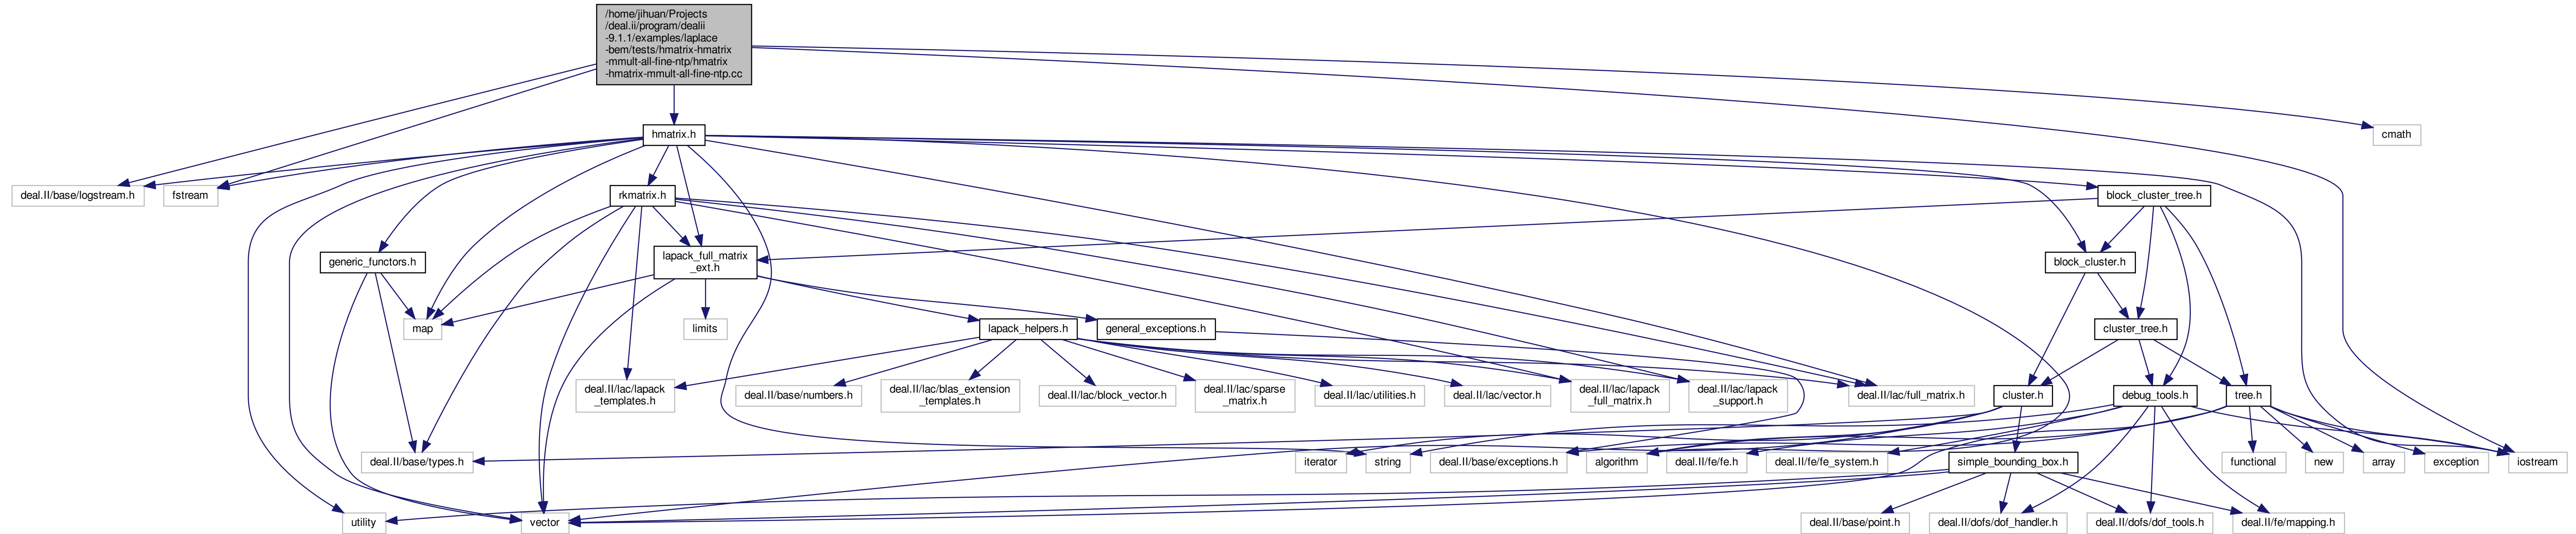 /home/jihuan/Projects
/deal.ii/program/dealii
-9.1.1/examples/laplace
-bem/tests/hmatrix-hmatrix
-mmult-all-fine-ntp/hmatrix
-hmatrix-mmult-all-fine-ntp.cc
hmatrix.h
cmath
deal.II/base/logstream.h
fstream
rkmatrix.h
block_cluster_tree.h
generic_functors.h
lapack_full_matrix
_ext.h
block_cluster.h
map
limits
lapack_helpers.h
general_exceptions.h
cluster_tree.h
deal.II/lac/lapack
_templates.h
deal.II/base/numbers.h
deal.II/lac/blas_extension
_templates.h
deal.II/lac/block_vector.h
deal.II/lac/sparse
_matrix.h
deal.II/lac/utilities.h
deal.II/lac/vector.h
deal.II/lac/lapack
_full_matrix.h
deal.II/lac/lapack
_support.h
deal.II/lac/full_matrix.h
cluster.h
debug_tools.h
tree.h
deal.II/base/types.h
iterator
string
deal.II/base/exceptions.h
algorithm
deal.II/fe/fe.h
deal.II/fe/fe_system.h
simple_bounding_box.h
functional
new
array
exception
iostream
utility
vector
deal.II/base/point.h
deal.II/dofs/dof_handler.h
deal.II/dofs/dof_tools.h
deal.II/fe/mapping.h